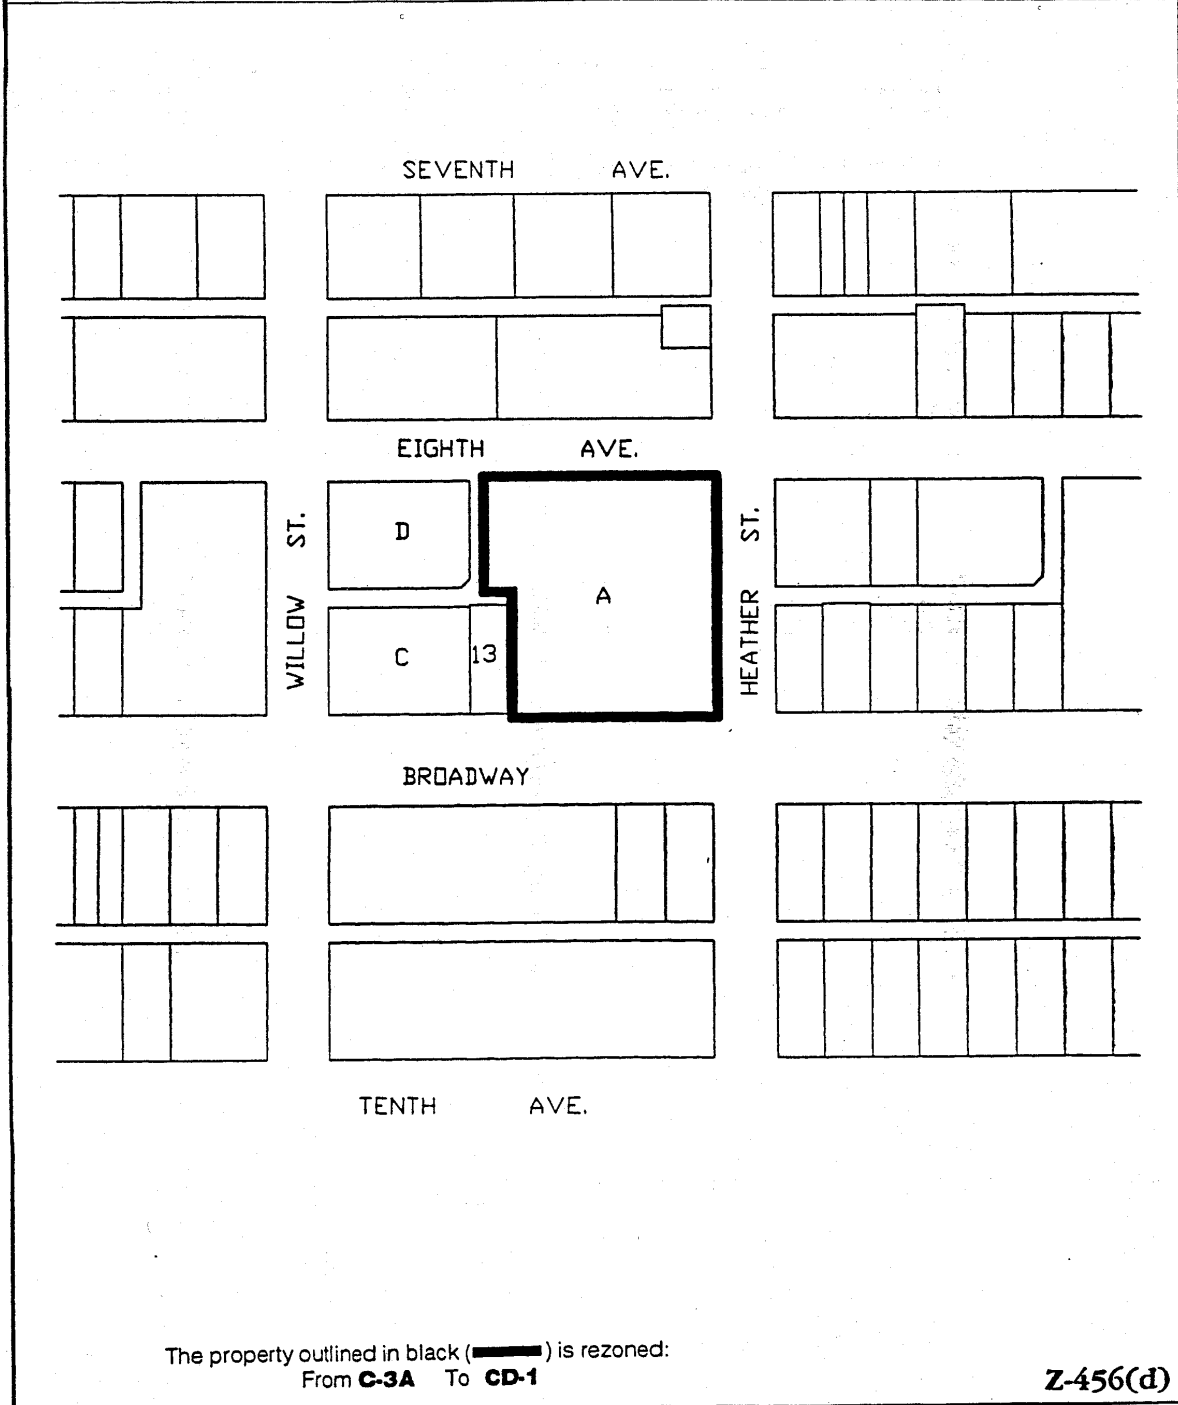 SEVENTH AVE.
EIGHTH AVE.
WILLOW ST.
D
A
C
13
HEATHER ST.
BROADWAY
TENTH AVE.
The property outlined in black ( ) is rezoned:
From C-3A To CD-1
Z-456(d)